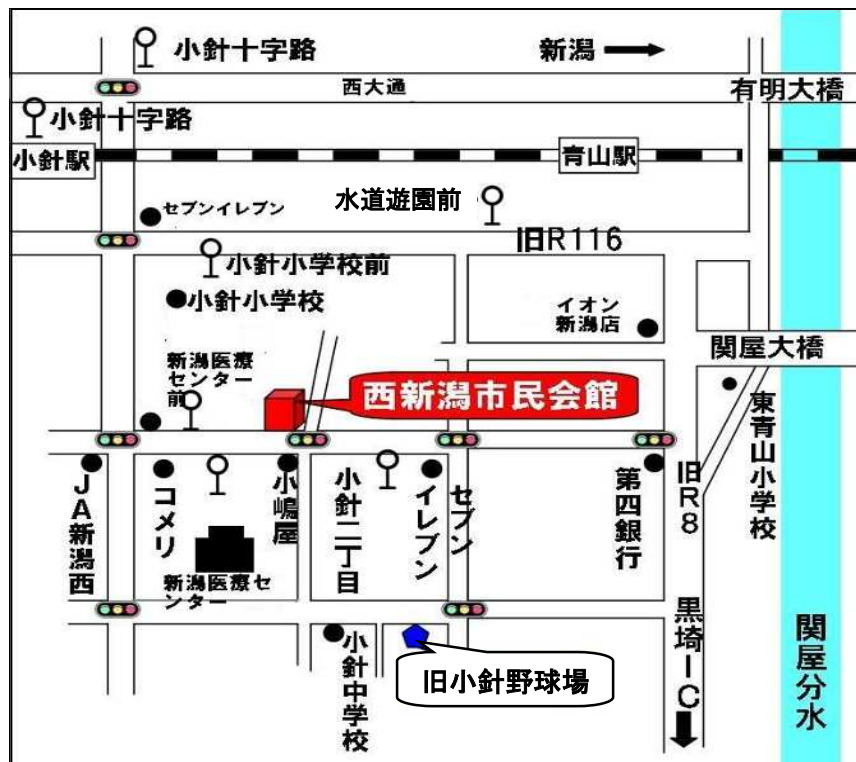 小針十字路
新潟
西大通
有明大橋
小針十字路
小針駅
青山駅
水道遊園前
セブンイレブン
旧R116
小針小学校前
小針小学校
イオン
新潟店
関屋大橋
新潟医療
センター
前
西新潟市民会館
東青山小学校
JA新潟西
コメリ
小嶋屋
小針二丁目
セブン
イレブン
第四銀行
旧R8
新潟医療セ
ンター
黒埼IC
関屋分水
小針中学校
旧小針野球場